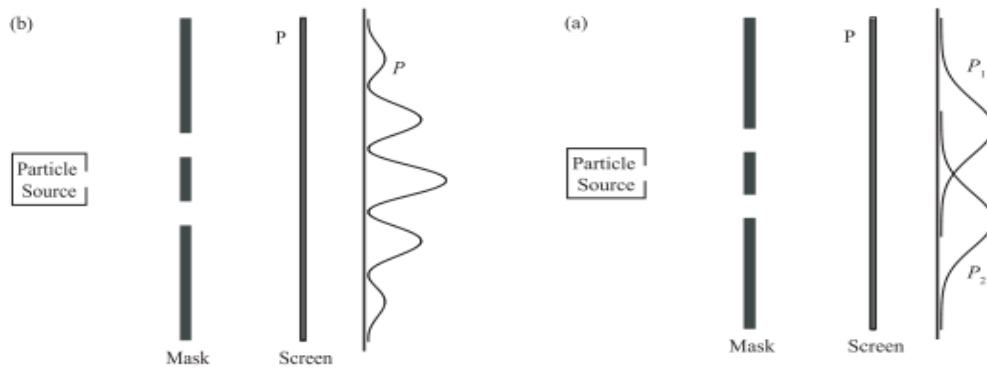 (b)
P
P
Particle
Source
Mask
Screen
(a)
P
P1
Particle
Source
P2
Mask
Screen